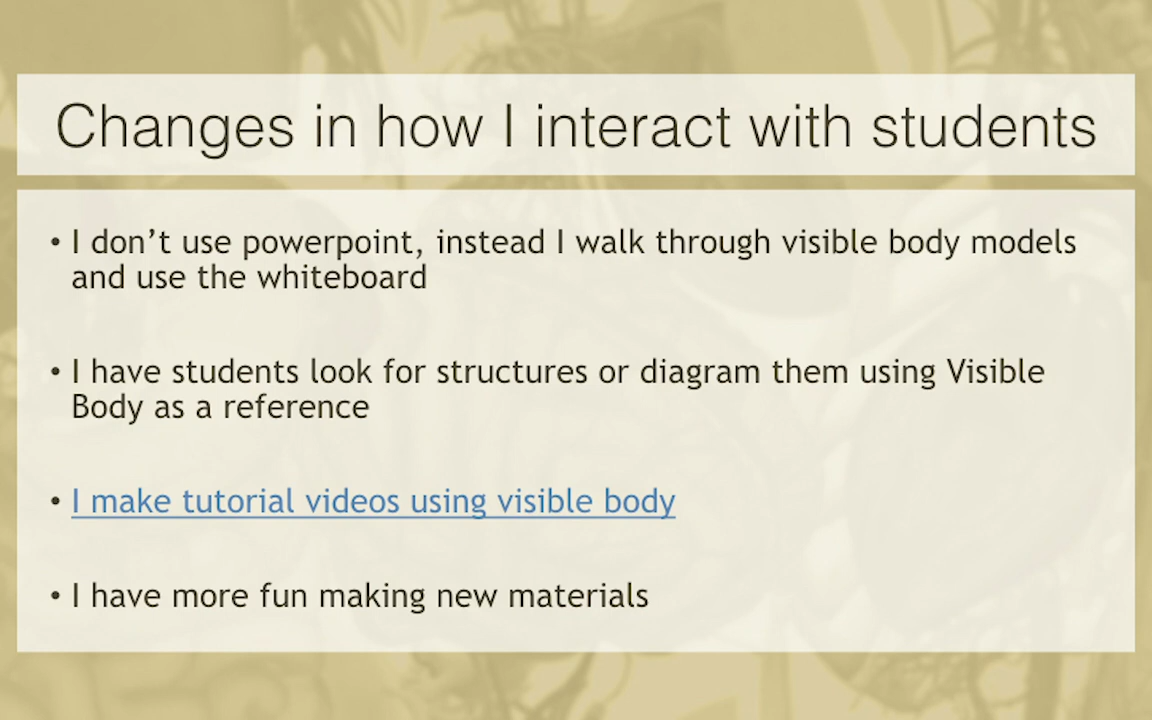 Changes in how I interact with students
• I don’t use powerpoint, instead I walk through visible body models
and use the whiteboard
• I have students look for structures or diagram them using Visible
Body as a reference
• I make tutorial videos using visible body
• I have more fun making new materials